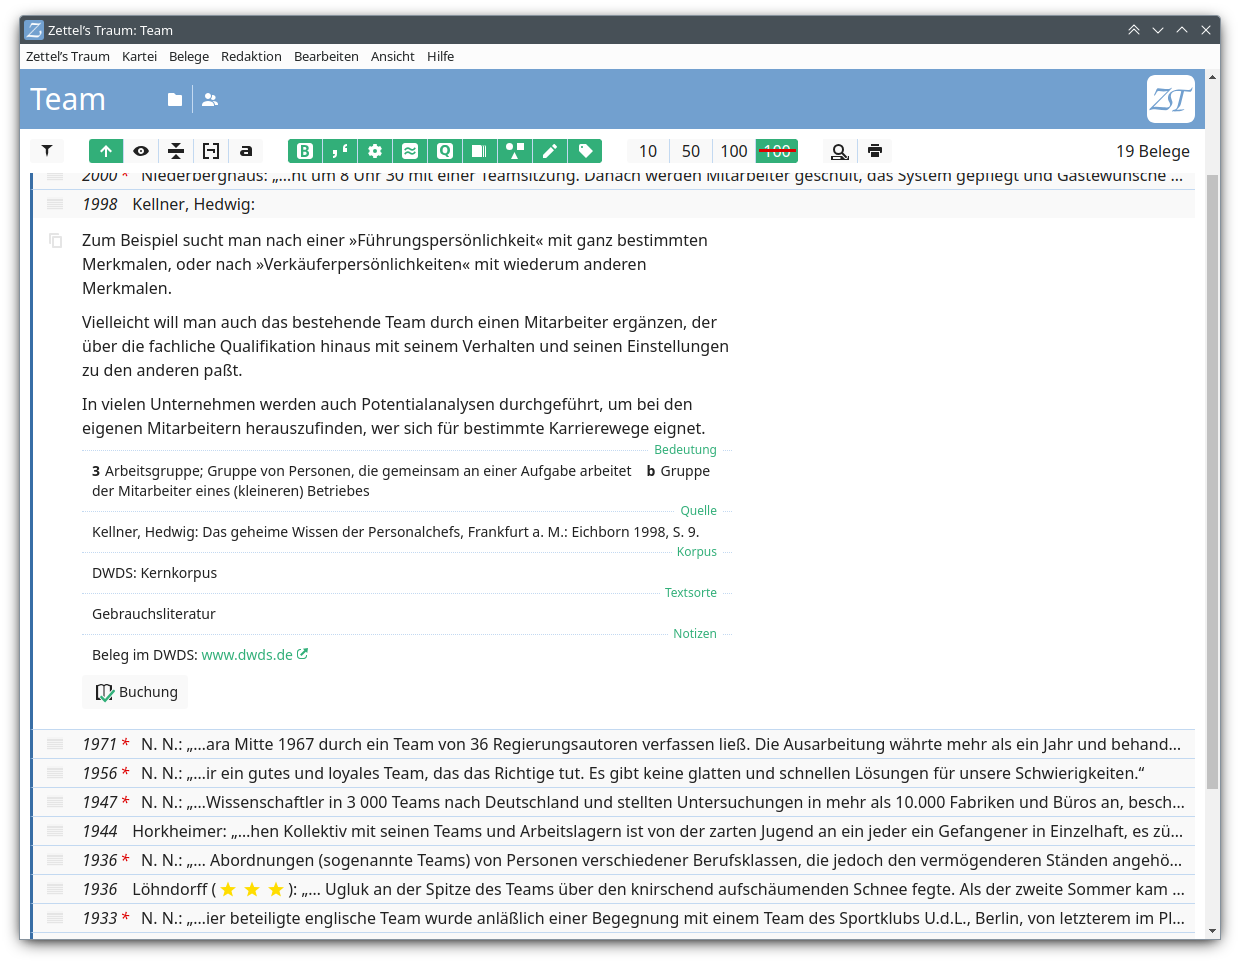 Zettel’s Traum: Team
Zettel’s Traum Kartei Belege Redaktion Bearbeiten Ansicht Hilfe
Team
ZT
a B Q 10 50 100 100 19 Belege
2000 * Niederberghaus: „…ht um 8 Uhr 30 mit einer Teamsitzung. Danach werden Mitarbeiter geschult, das System gepflegt und Gästewünsche …
1998 Kellner, Hedwig:
Zum Beispiel sucht man nach einer »Führungspersönlichkeit« mit ganz bestimmten
Merkmalen, oder nach »Verkäuferpersönlichkeiten« mit wiederum anderen
Merkmalen.
Vielleicht will man auch das bestehende Team durch einen Mitarbeiter ergänzen, der
über die fachliche Qualifikation hinaus mit seinem Verhalten und seinen Einstellungen
zu den anderen paßt.
In vielen Unternehmen werden auch Potentialanalysen durchgeführt, um bei den
eigenen Mitarbeitern herauszufinden, wer sich für bestimmte Karrierewege eignet.
Bedeutung
3 Arbeitsgruppe; Gruppe von Personen, die gemeinsam an einer Aufgabe arbeitet b Gruppe
der Mitarbeiter eines (kleineren) Betriebes
Quelle
Kellner, Hedwig: Das geheime Wissen der Personalchefs, Frankfurt a. M.: Eichborn 1998, S. 9.
Korpus
DWDS: Kernkorpus
Textsorte
Gebrauchsliteratur
Notizen
Beleg im DWDS: www.dwds.de
Buchung
1971 * N. N.: „…ara Mitte 1967 durch ein Team von 36 Regierungsautoren verfassen ließ. Die Ausarbeitung währte mehr als ein Jahr und behand…
1956 * N. N.: „…ir ein gutes und loyales Team, das das Richtige tut. Es gibt keine glatten und schnellen Lösungen für unsere Schwierigkeiten.“
1947 * N. N.: „…Wissenschaftler in 3 000 Teams nach Deutschland und stellten Untersuchungen in mehr als 10.000 Fabriken und Büros an, besch…
1944 Horkheimer: „…hen Kollektiv mit seinen Teams und Arbeitslagern ist von der zarten Jugend an ein jeder ein Gefangener in Einzelhaft, es zü…
1936 * N. N.: „… Abordnungen (sogenannte Teams) von Personen verschiedener Berufsklassen, die jedoch den vermögenderen Ständen angehö…
1936 Löhndorff ( ★ ★ ★ ): „… Ugluk an der Spitze des Teams über den knirschend aufschäumenden Schnee fegte. Als der zweite Sommer kam …
1933 * N. N.: „…ier beteiligte englische Team wurde anläßlich einer Begegnung mit einem Team des Sportklubs U.d.L., Berlin, von letzterem im Pl…